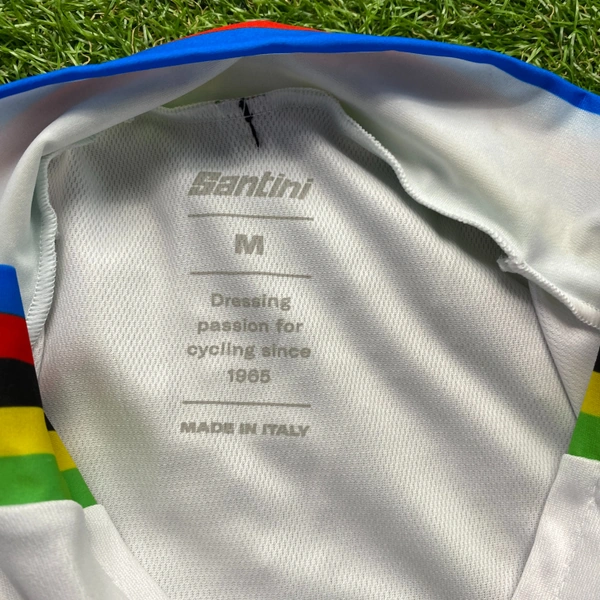 Santini
M
Dressing
passion for
cycling since
1965
MADE IN ITALY